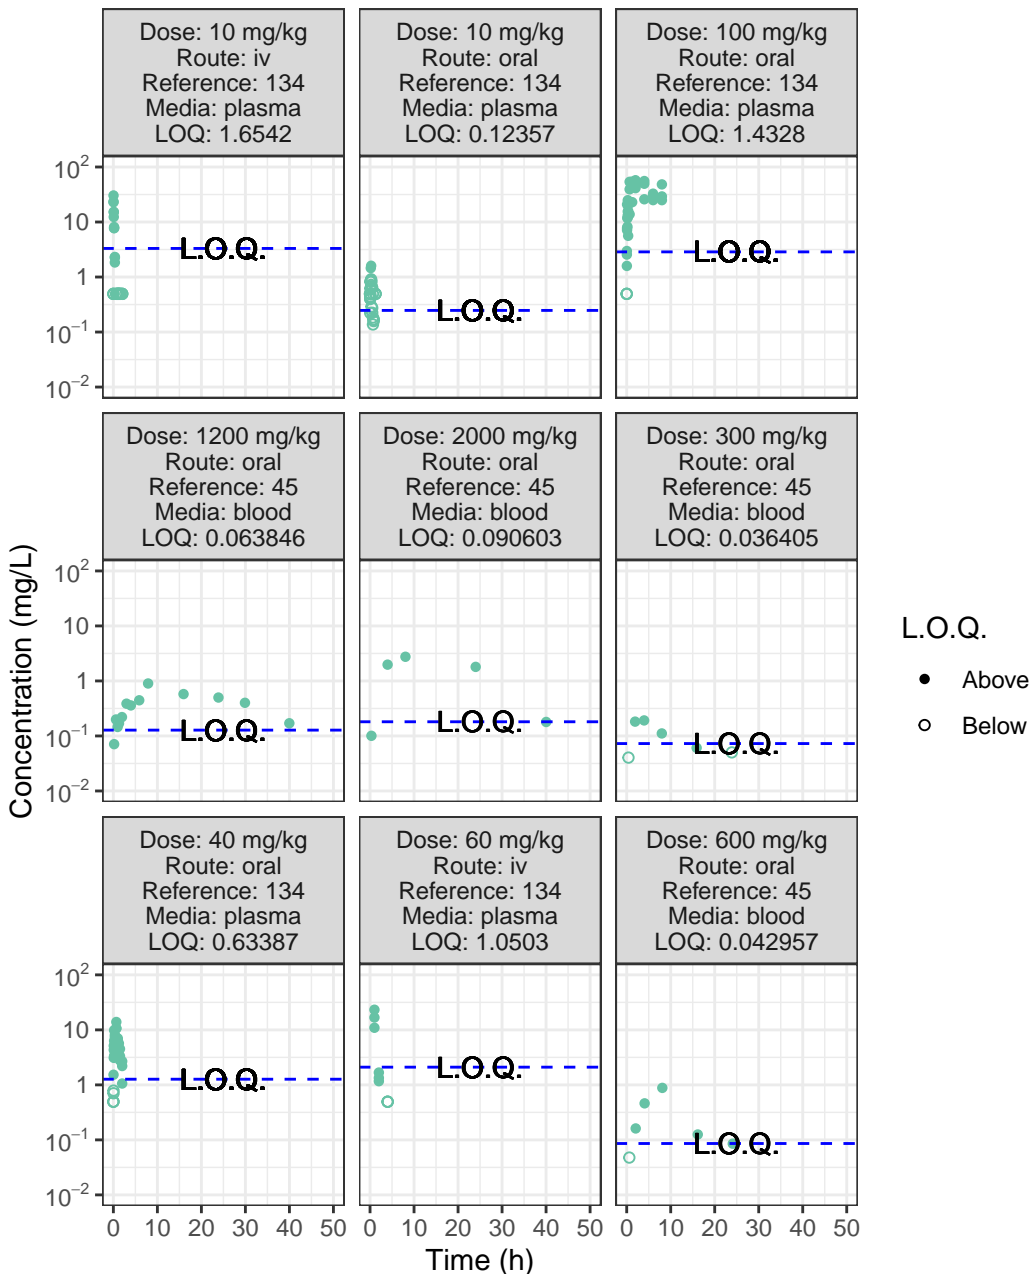 Dose: 10 mg/kg
Route: iv
Reference: 134
Media: plasma
LOQ: 1.6542
Dose: 10 mg/kg
Route: oral
Reference: 134
Media: plasma
LOQ: 0.12357
Dose: 100 mg/kg
Route: oral
Reference: 134
Media: plasma
LOQ: 1.4328
10²
10
1
10⁻¹
10⁻²
L.O.Q.
L.O.Q.
L.O.Q.
Dose: 1200 mg/kg
Route: oral
Reference: 45
Media: blood
LOQ: 0.063846
Dose: 2000 mg/kg
Route: oral
Reference: 45
Media: blood
LOQ: 0.090603
Dose: 300 mg/kg
Route: oral
Reference: 45
Media: blood
LOQ: 0.036405
Concentration (mg/L)
10²
10
1
10⁻¹
10⁻²
L.O.Q.
L.O.Q.
L.O.Q.
Dose: 40 mg/kg
Route: oral
Reference: 134
Media: plasma
LOQ: 0.63387
Dose: 60 mg/kg
Route: iv
Reference: 134
Media: plasma
LOQ: 1.0503
Dose: 600 mg/kg
Route: oral
Reference: 45
Media: blood
LOQ: 0.042957
10²
10
1
10⁻¹
10⁻²
L.O.Q.
L.O.Q.
L.O.Q.
0 10 20 30 40 50
0 10 20 30 40 50
0 10 20 30 40 50
Time (h)
L.O.Q.
Above
Below